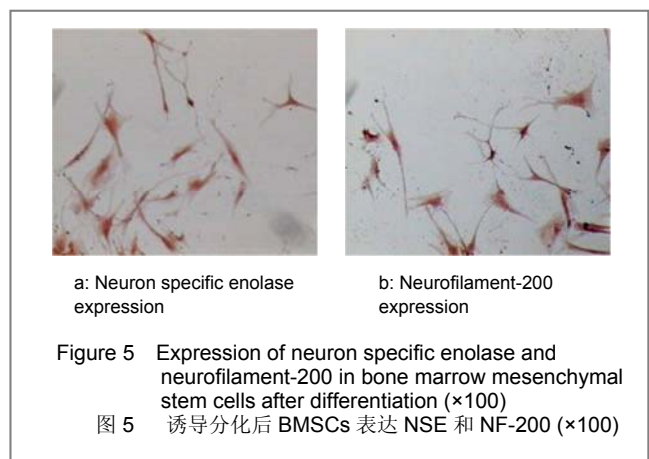 a: Neuron specific enolase
expression
b: Neurofilament-200
expression
Figure 5 Expression of neuron specific enolase and
neurofilament-200 in bone marrow mesenchymal
stem cells after differentiation (×100)
图 5 诱导分化后 BMSCs 表达 NSE 和 NF-200 (×100)